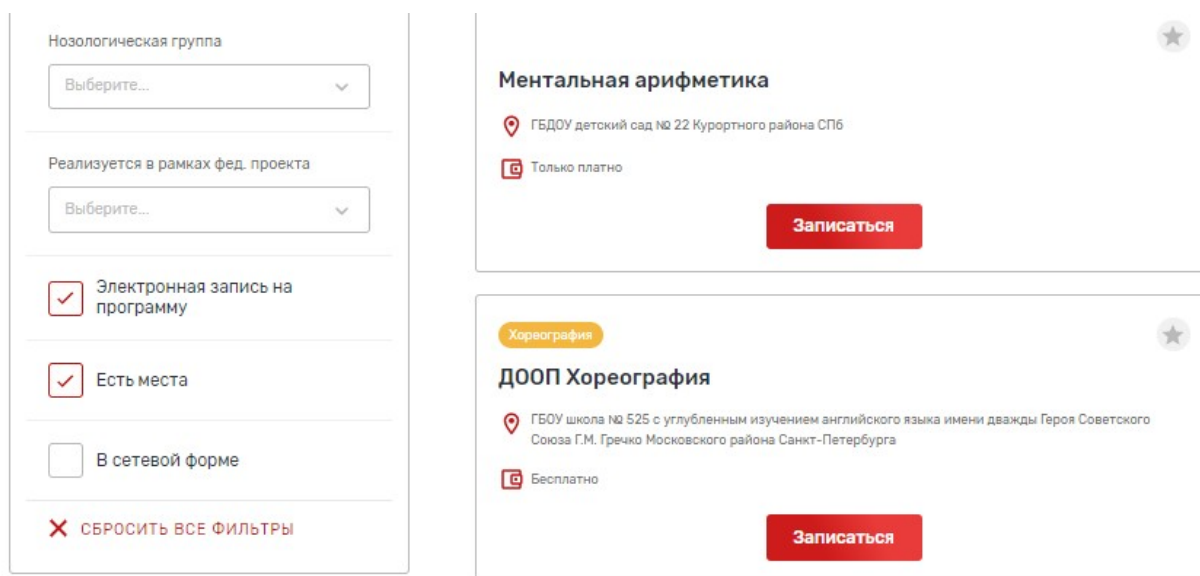 Нозологическая группа
Выберите...
Реализуется в рамках фед. проекта
Выберите...
Электронная запись на
программу
Есть места
В сетевой форме
СБРОСИТЬ ВСЕ ФИЛЬТРЫ
Ментальная арифметика
ГБДОУ детский сад № 22 Курортного района СПб
Только платно
Записаться
Хореография
ДООП Хореография
ГБОУ школа № 525 с углубленным изучением английского языка имени дважды Героя Советского
Союза Г.М. Гречко Московского района Санкт-Петербурга
Бесплатно
Записаться